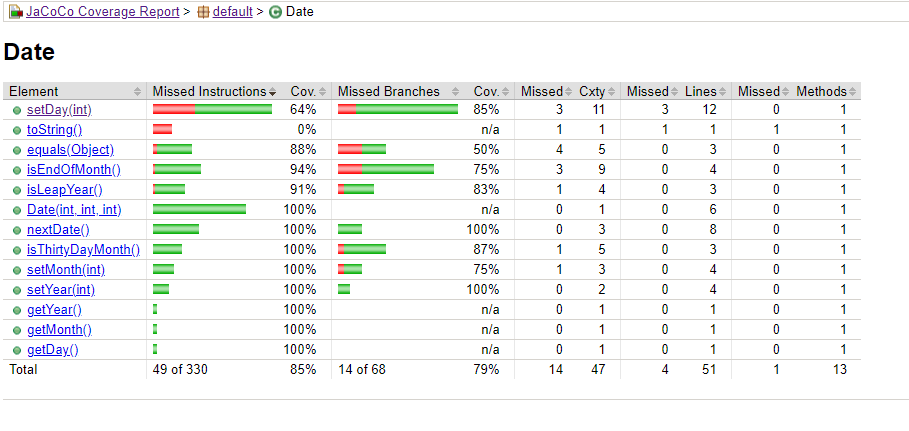 JaCoCo Coverage Report > default > Date
Date
Element Missed Instructions Cov. Missed Branches Cov. Missed Cxty Missed Lines Missed Methods
setDay(int) 64% 85% 3 11 3 12 0 1
toString() 0% n/a 1 1 1 1 1 1
equals(Object) 88% 50% 4 5 0 3 0 1
isEndOfMonth() 94% 75% 3 9 0 4 0 1
isLeapYear() 91% 83% 1 4 0 3 0 1
Date(int, int, int) 100% n/a 0 1 0 6 0 1
nextDate() 100% 100% 0 3 0 8 0 1
isThirtyDayMonth() 100% 87% 1 5 0 3 0 1
setMonth(int) 100% 75% 1 3 0 4 0 1
setYear(int) 100% 100% 0 2 0 4 0 1
getYear() 100% n/a 0 1 0 1 0 1
getMonth() 100% n/a 0 1 0 1 0 1
getDay() 100% n/a 0 1 0 1 0 1
Total 49 of 330 85% 14 of 68 79% 14 47 4 51 1 13